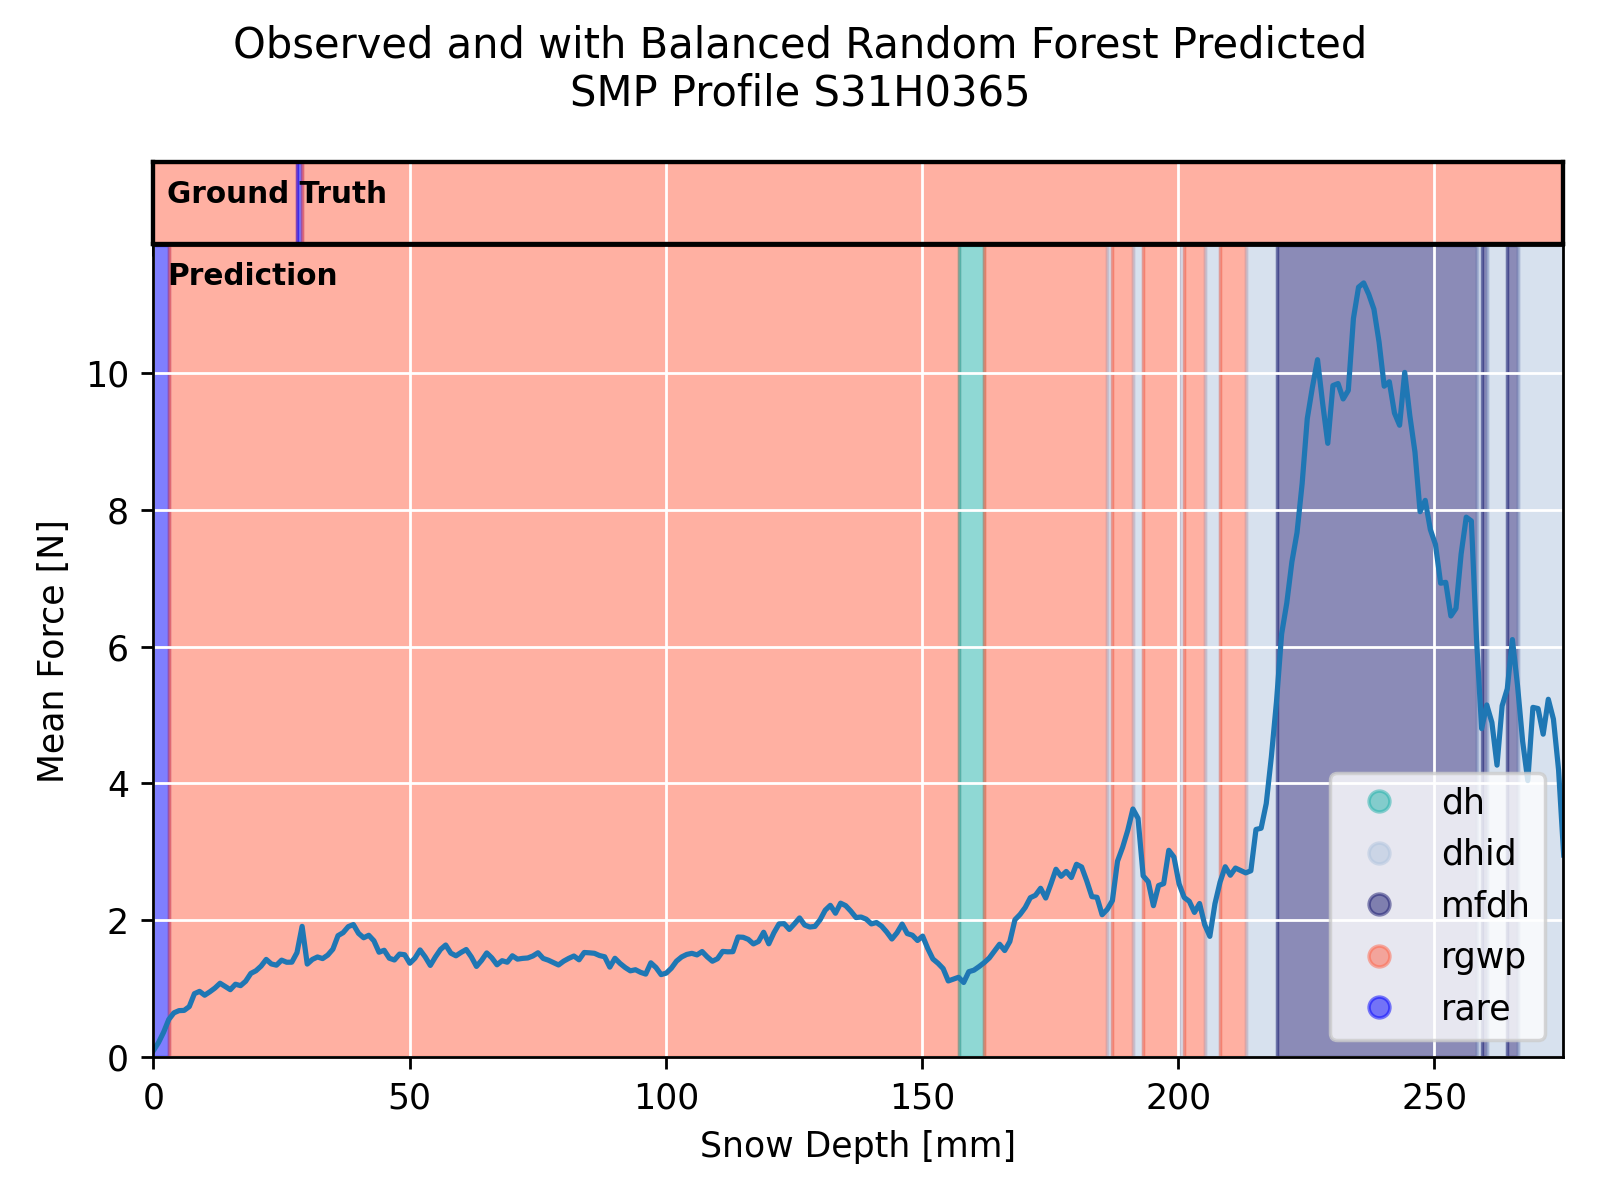 Observed and with Balanced Random Forest Predicted
SMP Profile S31H0365
Ground Truth
Prediction
10
8
6
4
2
0
Mean Force [N]
dh
dhid
mfdh
rgwp
rare
0 50 100 150 200 250
Snow Depth [mm]